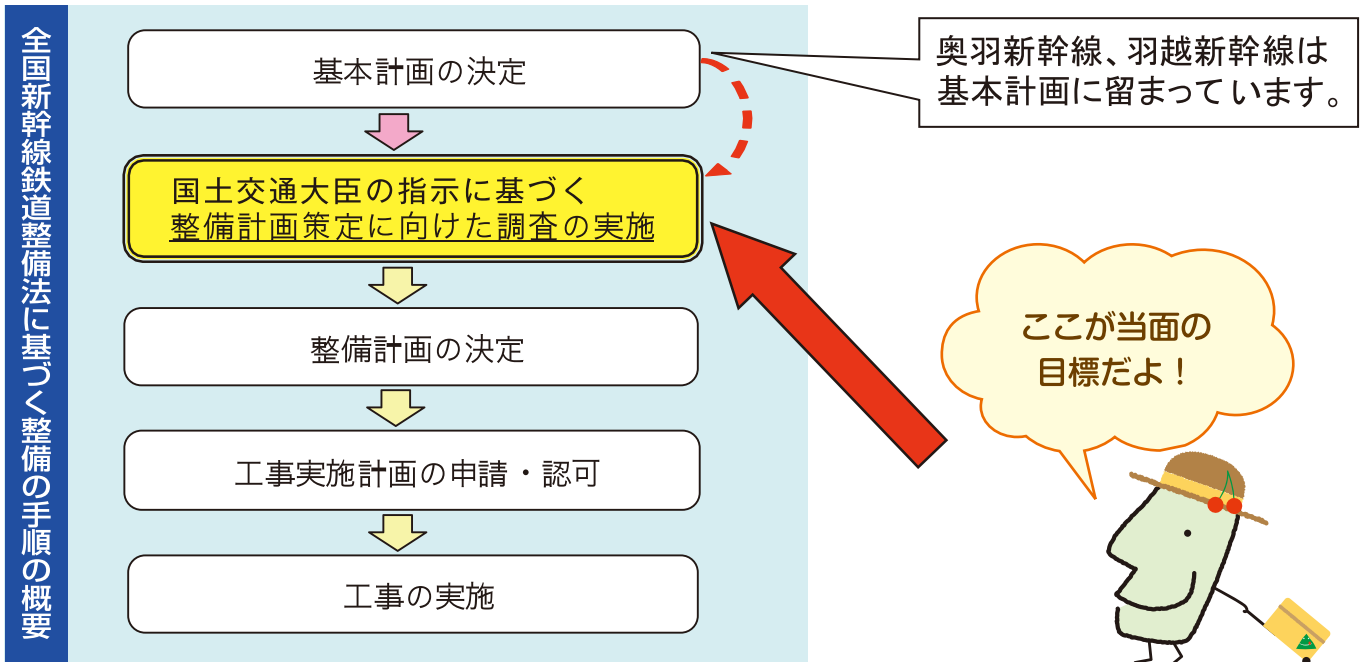 全国新幹線鉄道整備法に基づく整備の手順の概要
基本計画の決定
奥羽新幹線、羽越新幹線は
基本計画に留まっています。
国土交通大臣の指示に基づく
整備計画策定に向けた調査の実施
整備計画の決定
工事実施計画の申請・認可
工事の実施
ここが当面の
目標だよ！